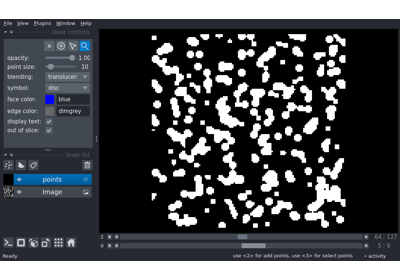 File View Plugins Window Help
layer controls
opacity: 1.00
point size: 10
blending: translucen
symbol: disc
face color: blue
edge color: dimgrey
display text:
out of slice:
layer list
points
Image
2 64 127
0 5 9
Ready use <2> for add points, use <3> for select points activity